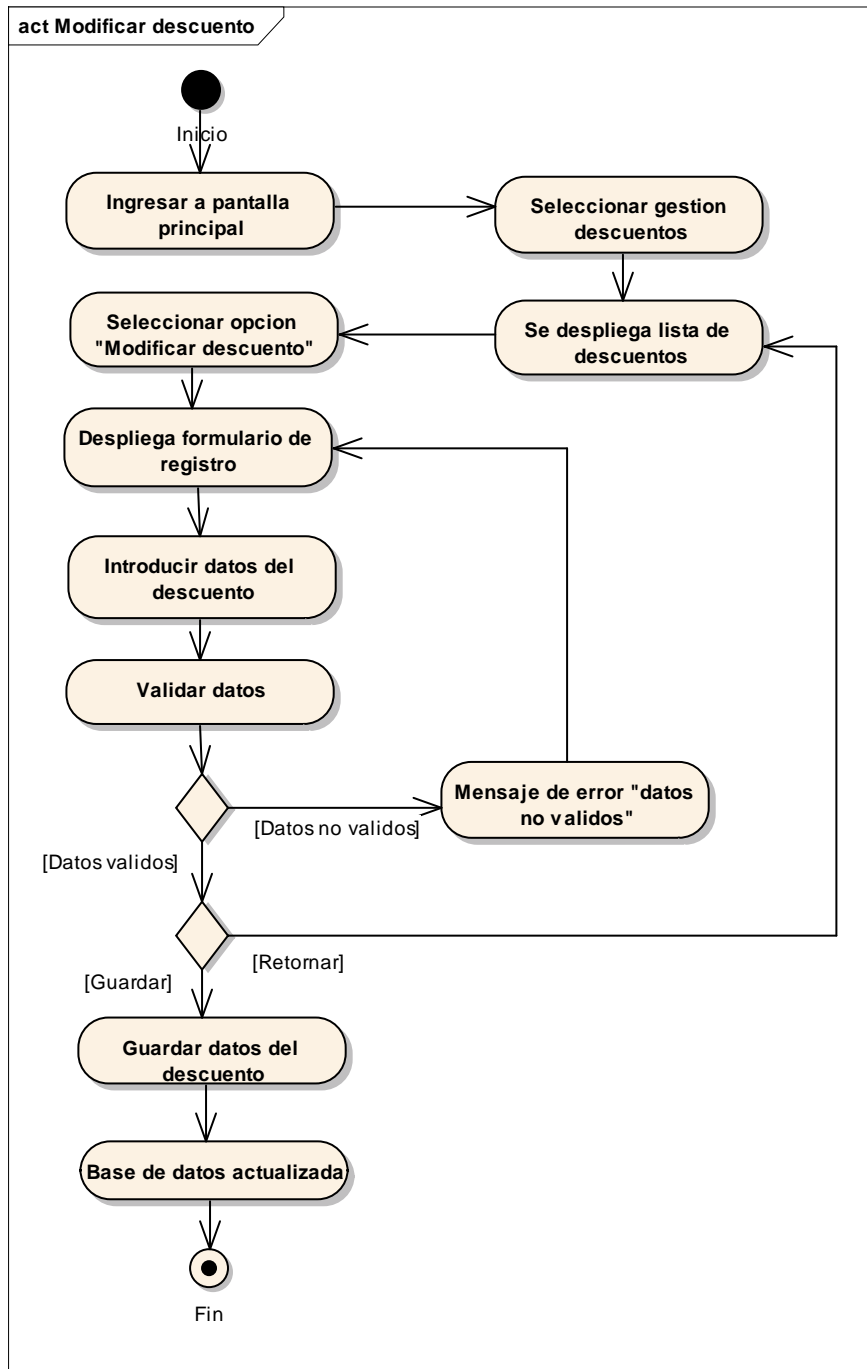 act Modificar descuento
Inicio
Ingresar a pantalla
principal
Seleccionar gestion
descuentos
Seleccionar opcion
"Modificar descuento"
Se despliega lista de
descuentos
Despliega formulario de
registro
Introducir datos del
descuento
Validar datos
Mensaje de error "datos
no validos"
[Datos no validos]
[Datos validos]
[Retornar]
[Guardar]
Guardar datos del
descuento
Base de datos actualizada
Fin